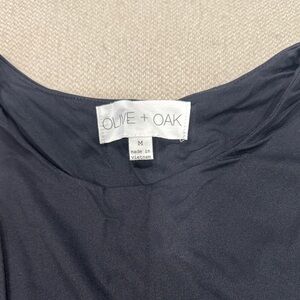 OLIVE + OAK
M
made in
vietnam